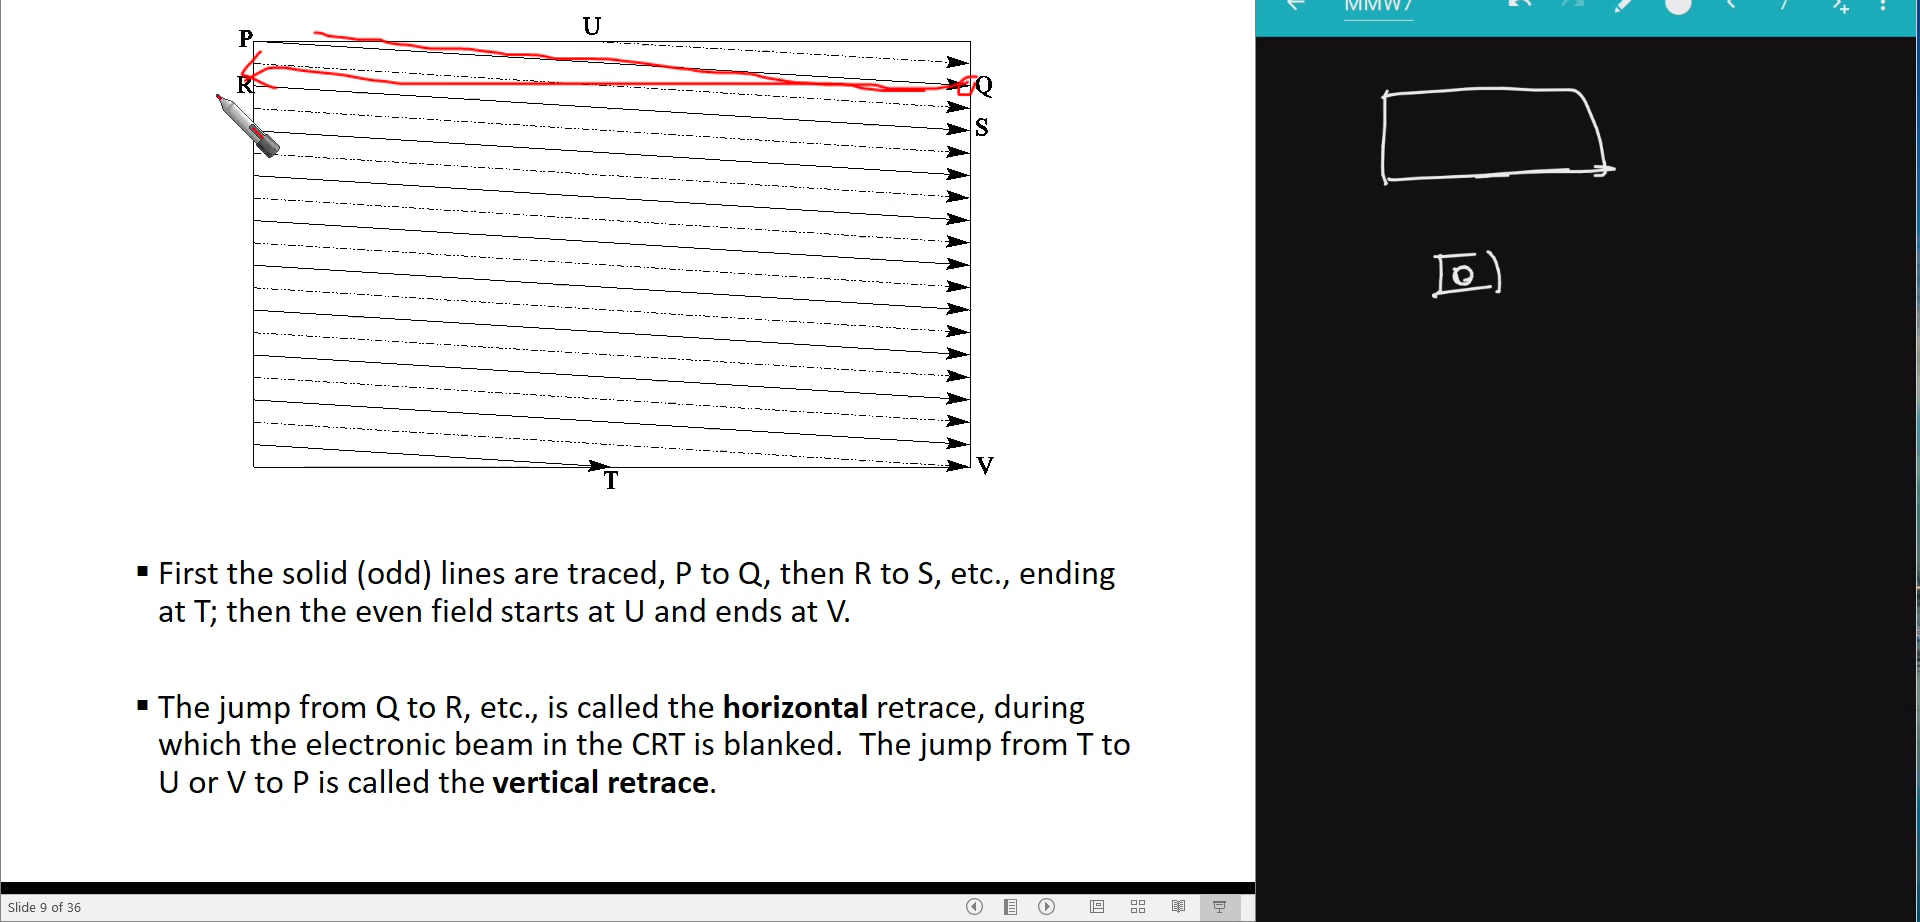 MMW7
U
P
R
Q
S
T
V
▪ First the solid (odd) lines are traced, P to Q, then R to S, etc., ending
at T; then the even field starts at U and ends at V.
▪ The jump from Q to R, etc., is called the horizontal retrace, during
which the electronic beam in the CRT is blanked. The jump from T to
U or V to P is called the vertical retrace.
Slide 9 of 36